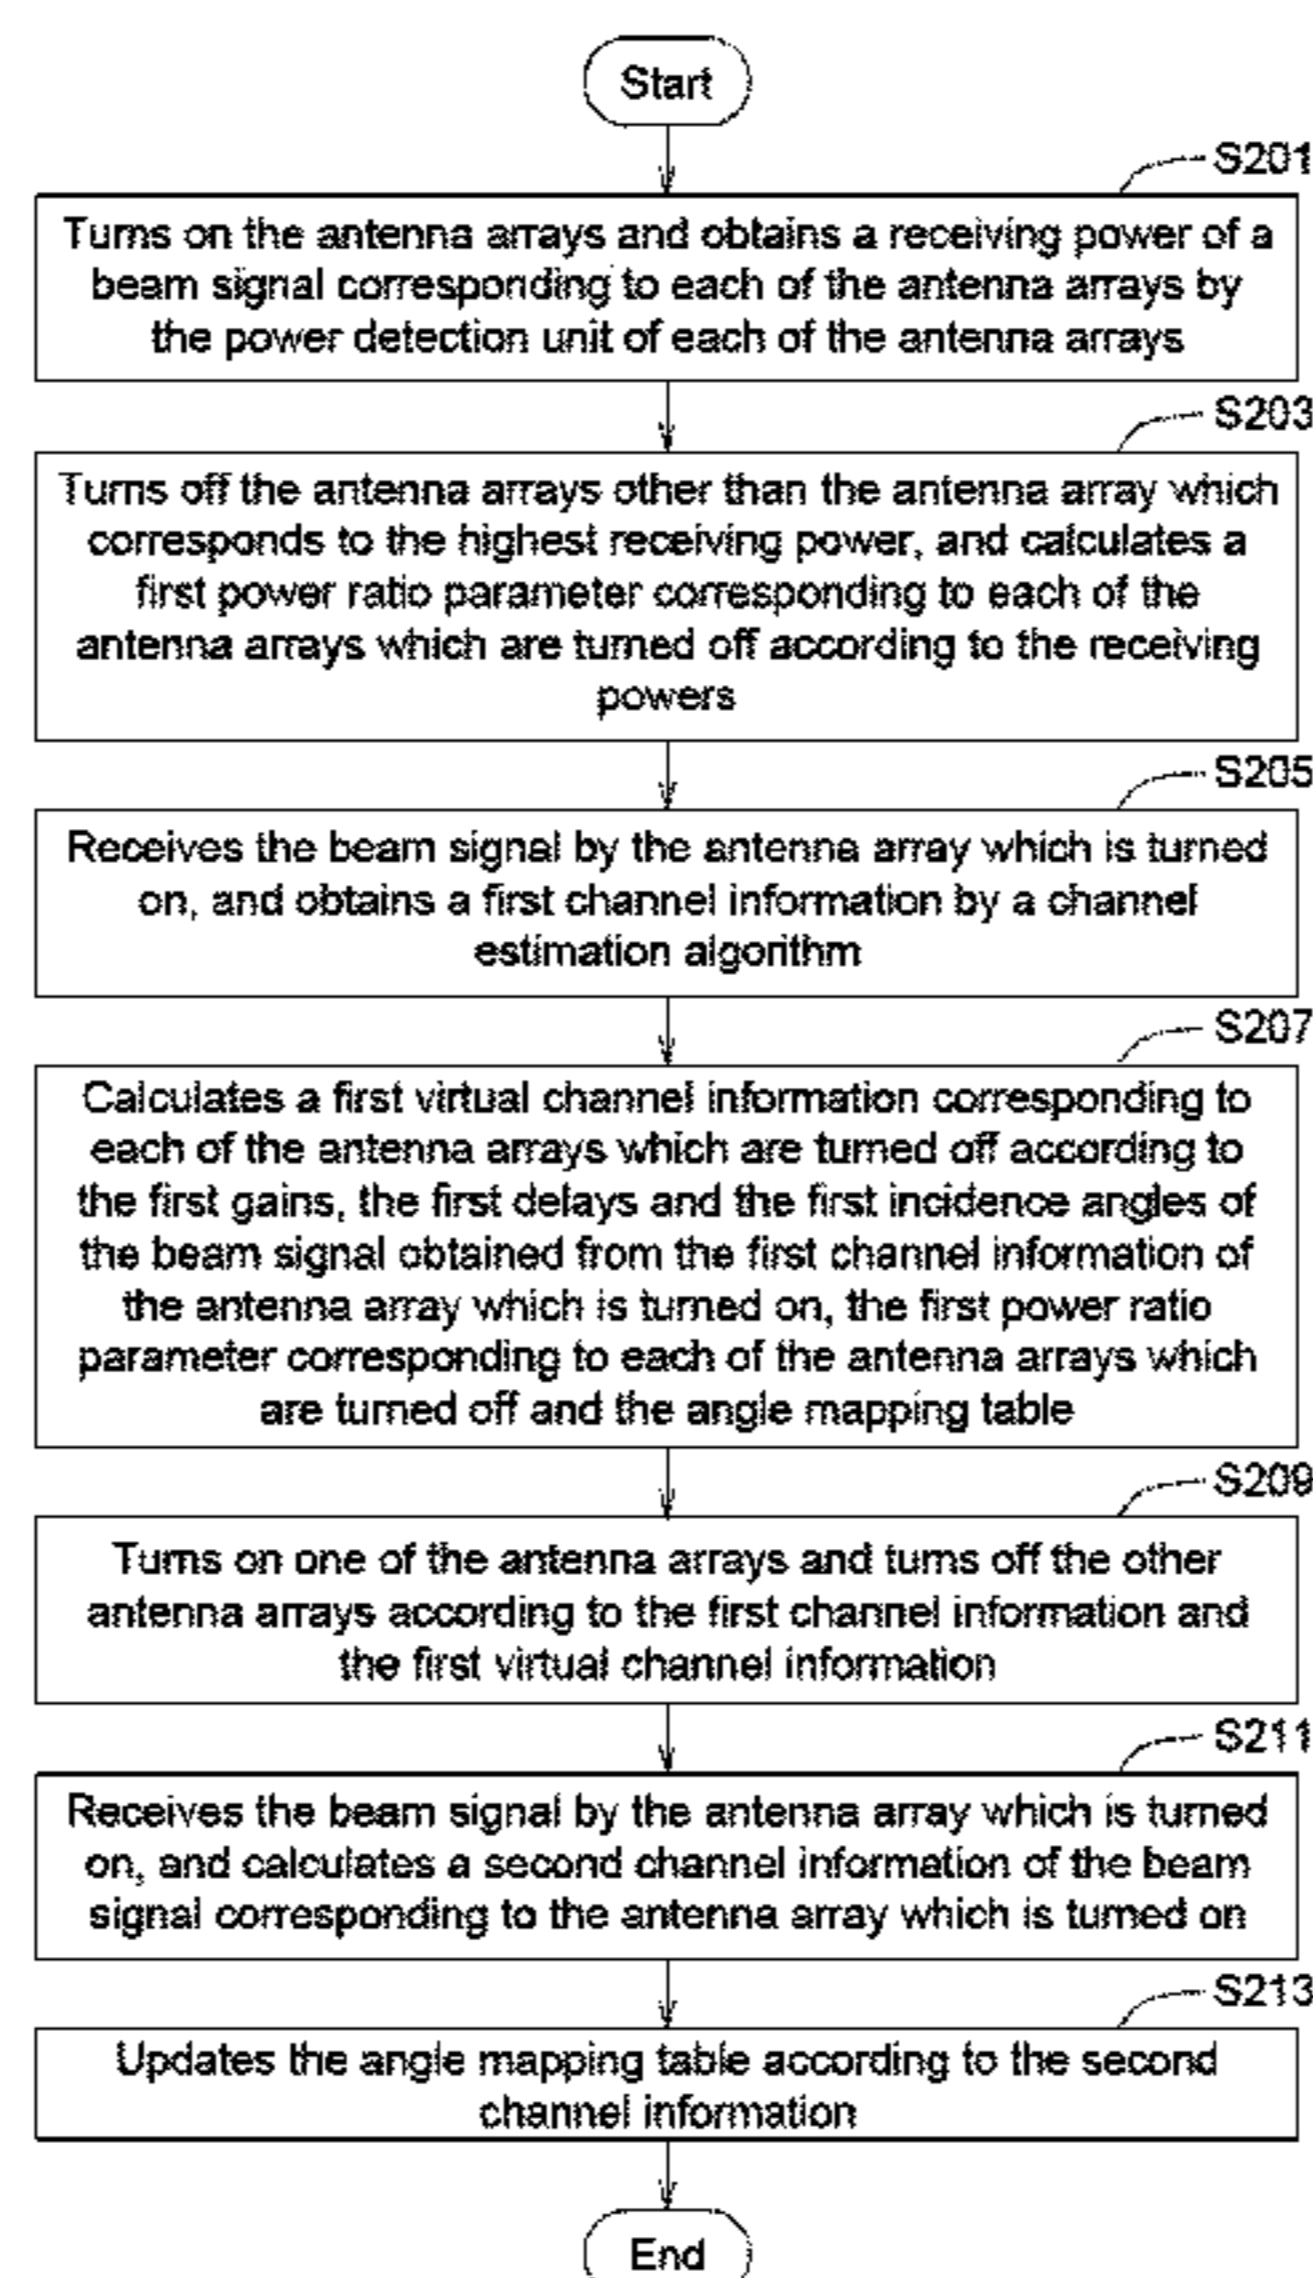 Start
S201
Turns on the antenna arrays and obtains a receiving power of a
beam signal corresponding to each of the antenna arrays by
the power detection unit of each of the antenna arrays
S203
Turns off the antenna arrays other than the antenna array which
corresponds to the highest receiving power, and calculates a
first power ratio parameter corresponding to each of the
antenna arrays which are turned off according to the receiving
powers
S205
Receives the beam signal by the antenna array which is turned
on, and obtains a first channel information by a channel
estimation algorithm
S207
Calculates a first virtual channel information corresponding to
each of the antenna arrays which are turned off according to
the first gains, the first delays and the first incidence angles of
the beam signal obtained from the first channel information of
the antenna array which is turned on, the first power ratio
parameter corresponding to each of the antenna arrays which
are turned off and the angle mapping table
S209
Turns on one of the antenna arrays and turns off the other
antenna arrays according to the first channel information and
the first virtual channel information
S211
Receives the beam signal by the antenna array which is turned
on, and calculates a second channel information of the beam
signal corresponding to the antenna array which is turned on
S213
Updates the angle mapping table according to the second
channel information
End